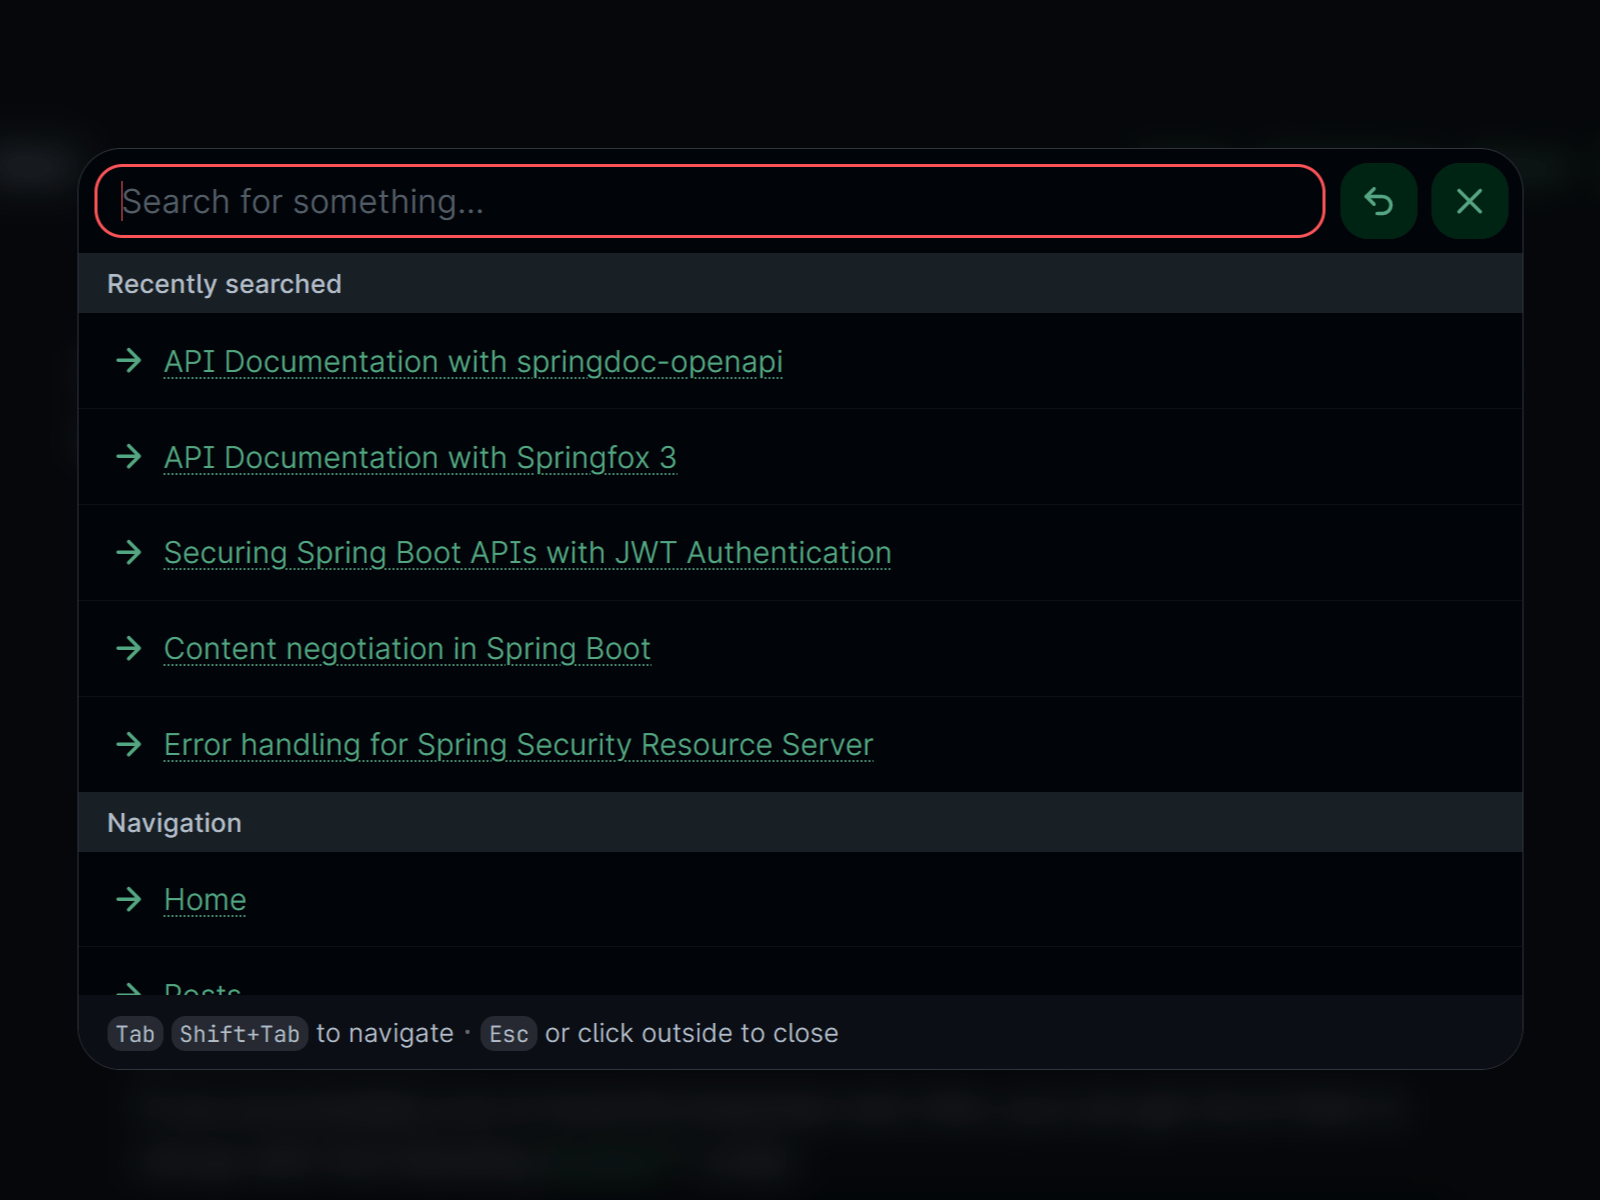 Search for something...
Recently searched
API Documentation with springdoc-openapi
API Documentation with Springfox 3
Securing Spring Boot APIs with JWT Authentication
Content negotiation in Spring Boot
Error handling for Spring Security Resource Server
Navigation
Home
Posts
Tab Shift+Tab to navigate · Esc or click outside to close